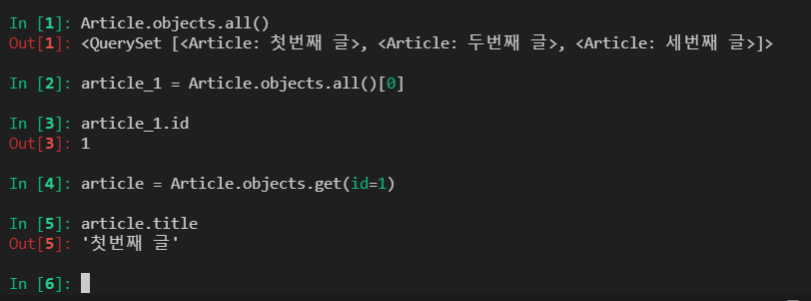 In [1]: Article.objects.all()
Out[1]: <QuerySet [<Article: 첫번째 글>, <Article: 두번째 글>, <Article: 세번째 글>]>
In [2]: article_1 = Article.objects.all()[0]
In [3]: article_1.id
Out[3]: 1
In [4]: article = Article.objects.get(id=1)
In [5]: article.title
Out[5]: '첫번째 글'
In [6]: